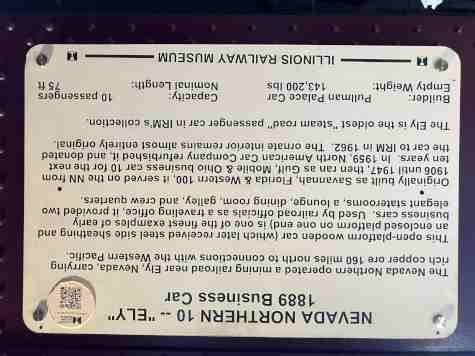 NEVADA NORTHERN 10 -- "ELY"
1889 Business Car
The Nevada Northern operated a mining railroad near Ely, Nevada, carrying
rich copper ore 160 miles north to connections with the Western Pacific.
This open-platform wooden car (which later received steel side sheathing and
an enclosed platform on one end) is one of the finest examples of early
business cars. Used by railroad officials as a traveling office, it provided two
elegant staterooms, a lounge, dining room, galley, and crew quarters.
Originally built as Savannah, Florida & Western 100, it served on the NN from
1906 until 1947, then ran as Gulf, Mobile & Ohio business car 10 for the next
ten years. In 1959, North American Car Company refurbished it, and donated
the car to IRM in 1962. The ornate interior remains almost entirely original.
The Ely is the oldest "steam road" passenger car in IRM's collection.
Builder: Pullman Palace Car Capacity: 10 passengers
Empty Weight: 143,200 lbs Nominal Length: 75 ft
ILLINOIS RAILWAY MUSEUM